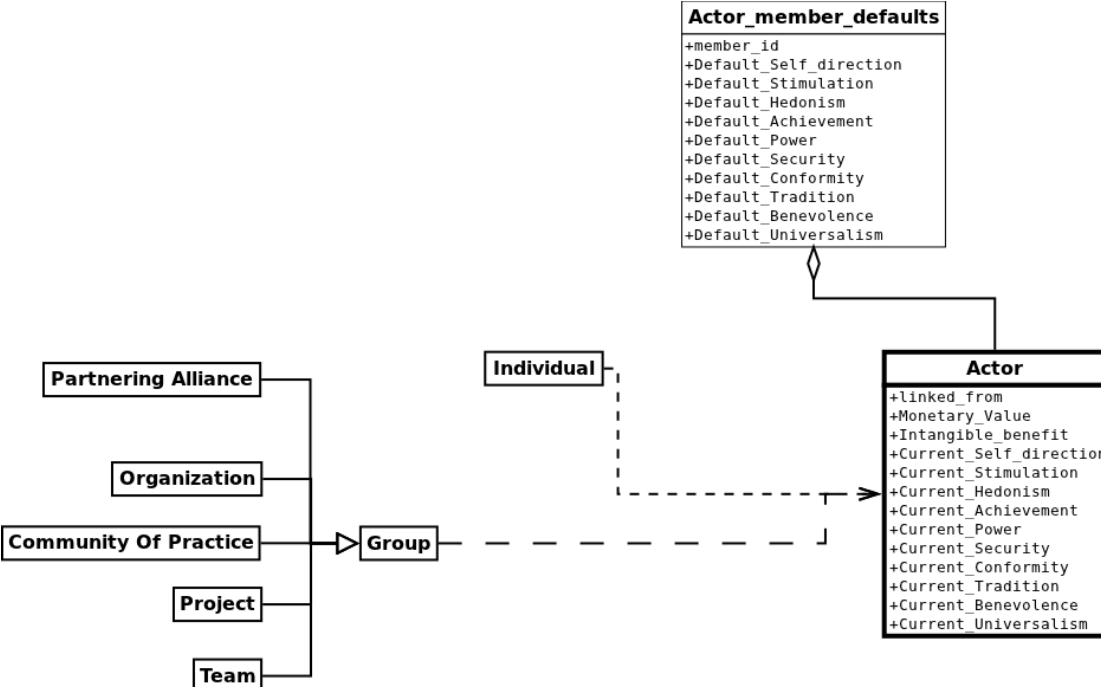 Actor_member_defaults
+member_id
+Default_Self_direction
+Default_Stimulation
+Default_Hedonism
+Default_Achievement
+Default_Power
+Default_Security
+Default_Conformity
+Default_Tradition
+Default_Benevolence
+Default_Universalism
Partnering Alliance
Organization
Community Of Practice
Project
Team
Group
Individual
Actor
+linked_from
+Monetary_Value
+Intangible_benefit
+Current_Self_direction
+Current_Stimulation
+Current_Hedonism
+Current_Achievement
+Current_Power
+Current_Security
+Current_Conformity
+Current_Tradition
+Current_Benevolence
+Current_Universalism